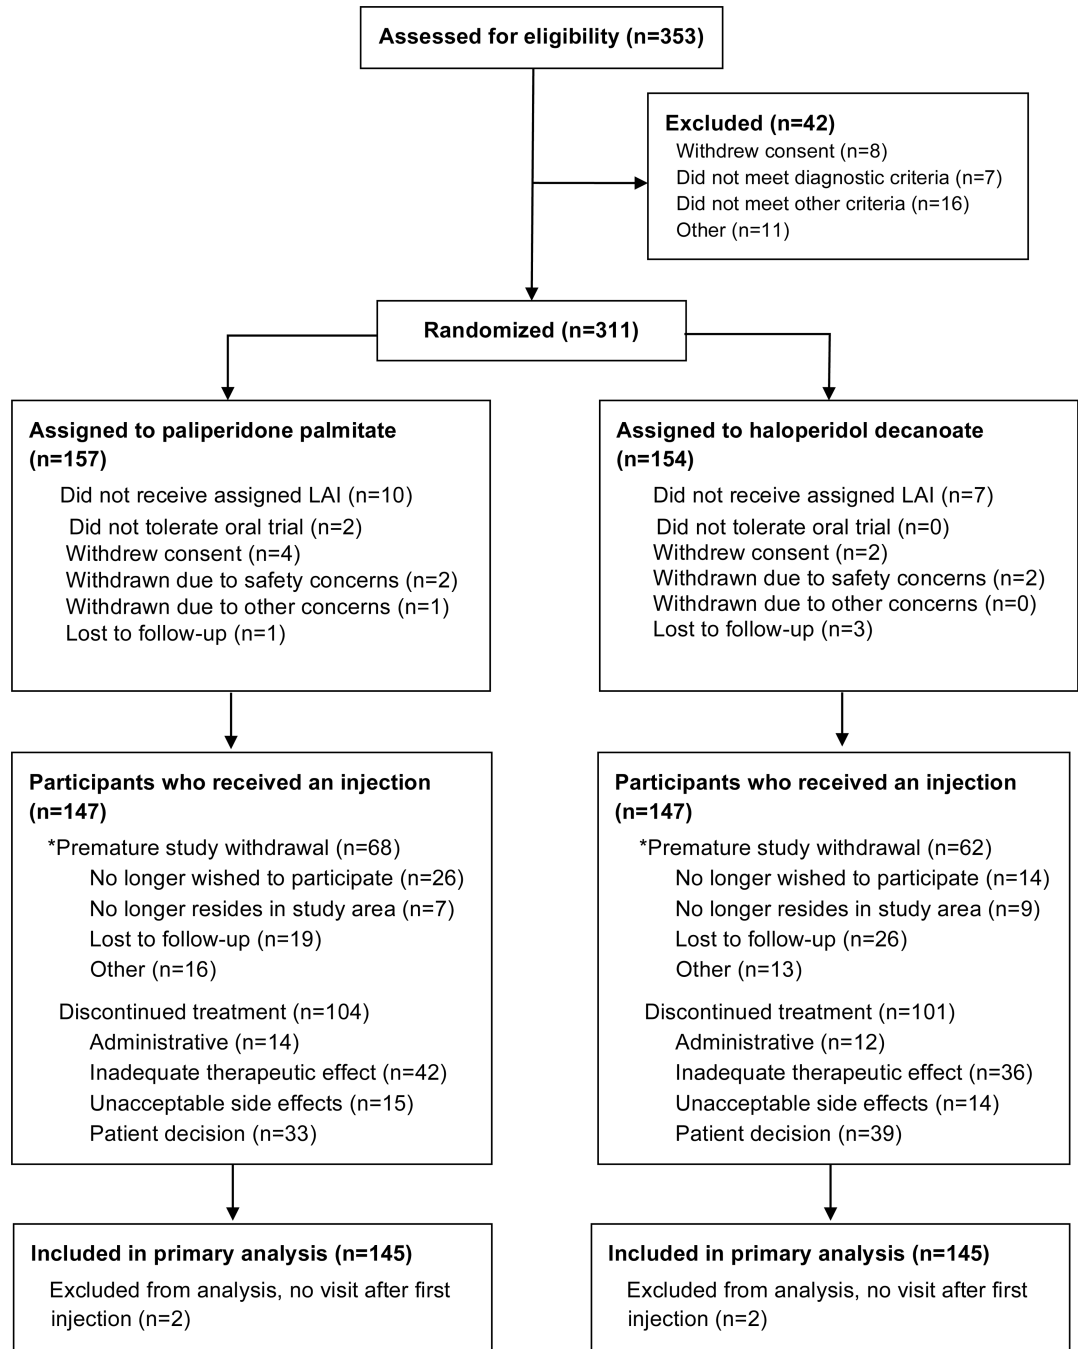 Assessed for eligibility (n=353)
Excluded (n=42)
Withdrew consent (n=8)
Did not meet diagnostic criteria (n=7)
Did not meet other criteria (n=16)
Other (n=11)
Randomized (n=311)
Assigned to paliperidone palmitate
(n=157)
Did not receive assigned LAI (n=10)
Did not tolerate oral trial (n=2)
Withdrew consent (n=4)
Withdrawn due to safety concerns (n=2)
Withdrawn due to other concerns (n=1)
Lost to follow-up (n=1)
Assigned to haloperidol decanoate
(n=154)
Did not receive assigned LAI (n=7)
Did not tolerate oral trial (n=0)
Withdrew consent (n=2)
Withdrawn due to safety concerns (n=2)
Withdrawn due to other concerns (n=0)
Lost to follow-up (n=3)
Participants who received an injection
(n=147)
*Premature study withdrawal (n=68)
No longer wished to participate (n=26)
No longer resides in study area (n=7)
Lost to follow-up (n=19)
Other (n=16)
Discontinued treatment (n=104)
Administrative (n=14)
Inadequate therapeutic effect (n=42)
Unacceptable side effects (n=15)
Patient decision (n=33)
Participants who received an injection
(n=147)
*Premature study withdrawal (n=62)
No longer wished to participate (n=14)
No longer resides in study area (n=9)
Lost to follow-up (n=26)
Other (n=13)
Discontinued treatment (n=101)
Administrative (n=12)
Inadequate therapeutic effect (n=36)
Unacceptable side effects (n=14)
Patient decision (n=39)
Included in primary analysis (n=145)
Excluded from analysis, no visit after first
injection (n=2)
Included in primary analysis (n=145)
Excluded from analysis, no visit after first
injection (n=2)